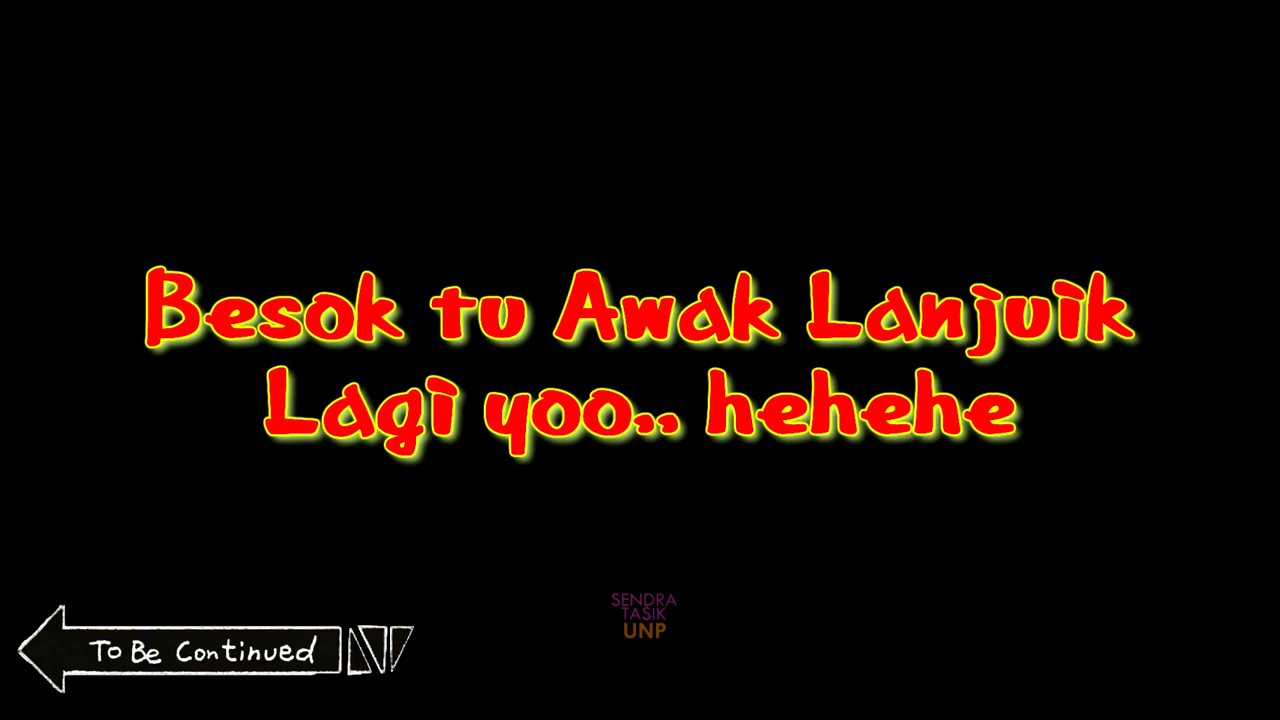 Besok tu Awak Lanjuik
Lagi yoo,, hehehe
To Be Continued
SENDRA
TASIK
UNP